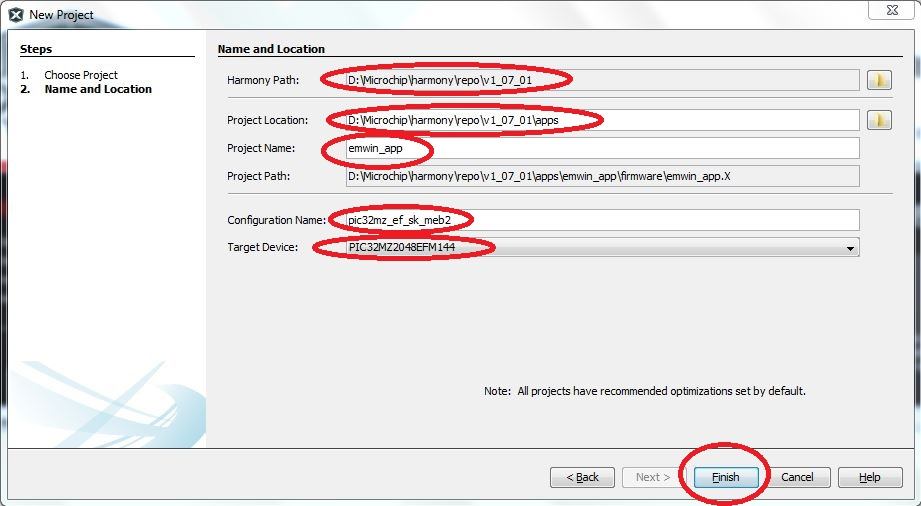 New Project
Steps
1. Choose Project
2. Name and Location
Name and Location
Harmony Path: D:\Microchip\harmony\repo\v1_07_01
Project Location: D:\Microchip\harmony\repo\v1_07_01\apps
Project Name: emwin_app
Project Path: D:\Microchip\harmony\repo\v1_07_01\apps\emwin_app\firmware\emwin_app.X
Configuration Name: pic32mz_ef_sk_meb2
Target Device: PIC32MZ2048EFM144
Note: All projects have recommended optimizations set by default.
< Back Next > Finish Cancel Help